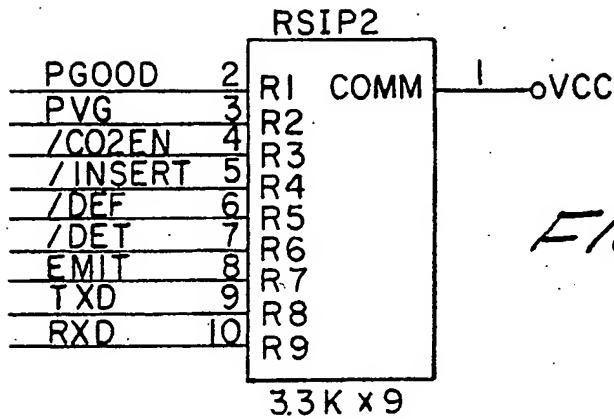 RSIP2
PGOOD 2 R1 COMM 1 VCC
PVG 3 R2
/CO2EN 4 R3
/INSERT 5 R4
/DEF 6 R5
/DET 7 R6
EMIT 8 R7
TXD 9 R8
RXD 10 R9
3.3K x 9